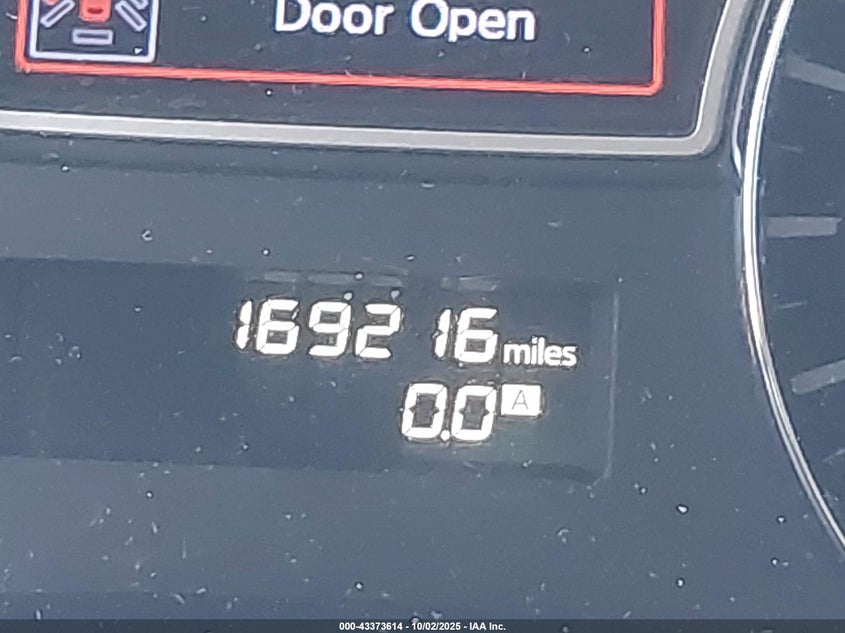 Door Open
169216 miles
0.0 A
000-43373614 - 10/02/2025 - IAA Inc.